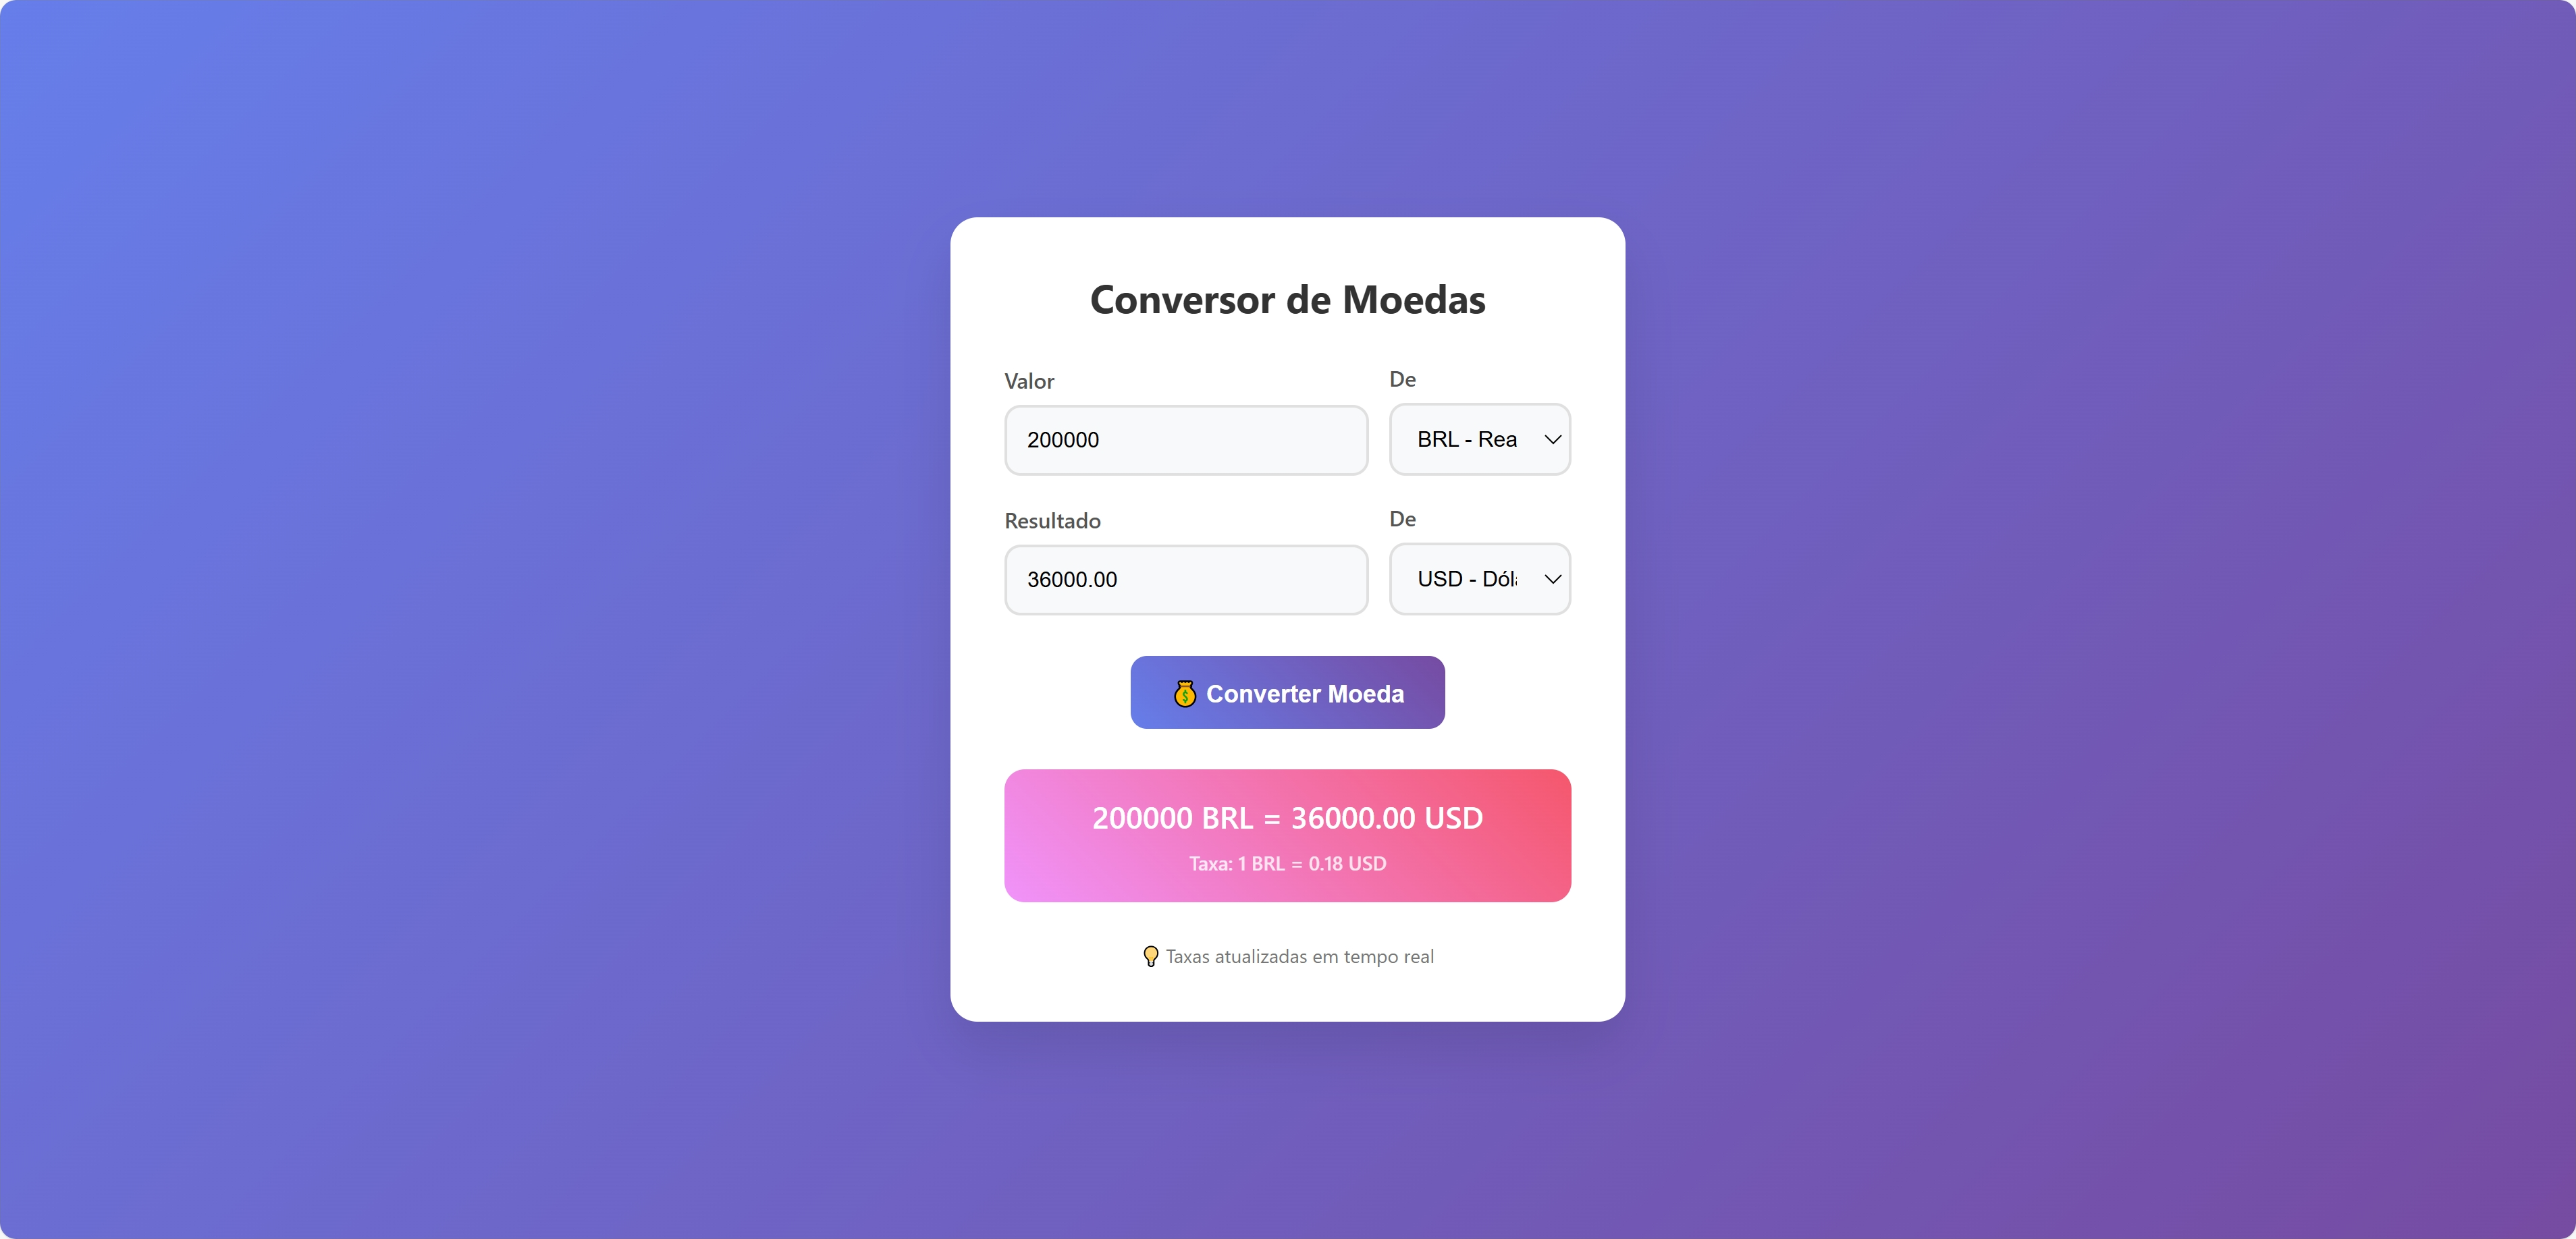 Conversor de Moedas
Valor
De
200000
BRL - Rea
Resultado
De
36000.00
USD - Dól
Converter Moeda
200000 BRL = 36000.00 USD
Taxa: 1 BRL = 0.18 USD
Taxas atualizadas em tempo real